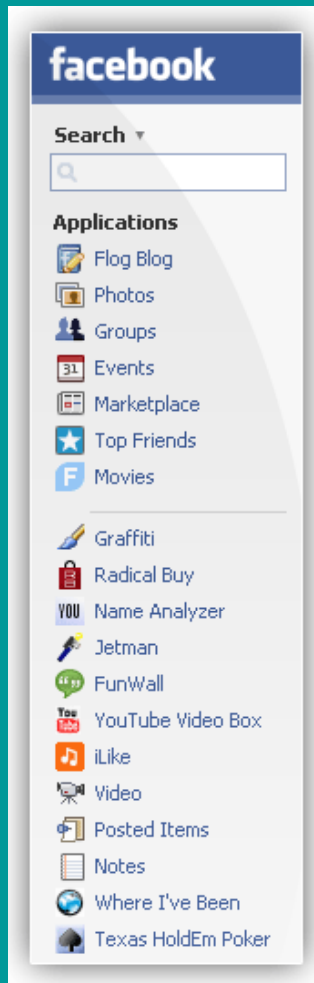 facebook
Search
Applications
Flog Blog
Photos
31 Events
Marketplace
Top Friends
F Movies
Graffiti
Radical Buy
YOU Name Analyzer
Jetman
FunWall
You
Tube YouTube Video Box
iLike
Video
Posted Items
Notes
Where I've Been
Texas HoldEm Poker